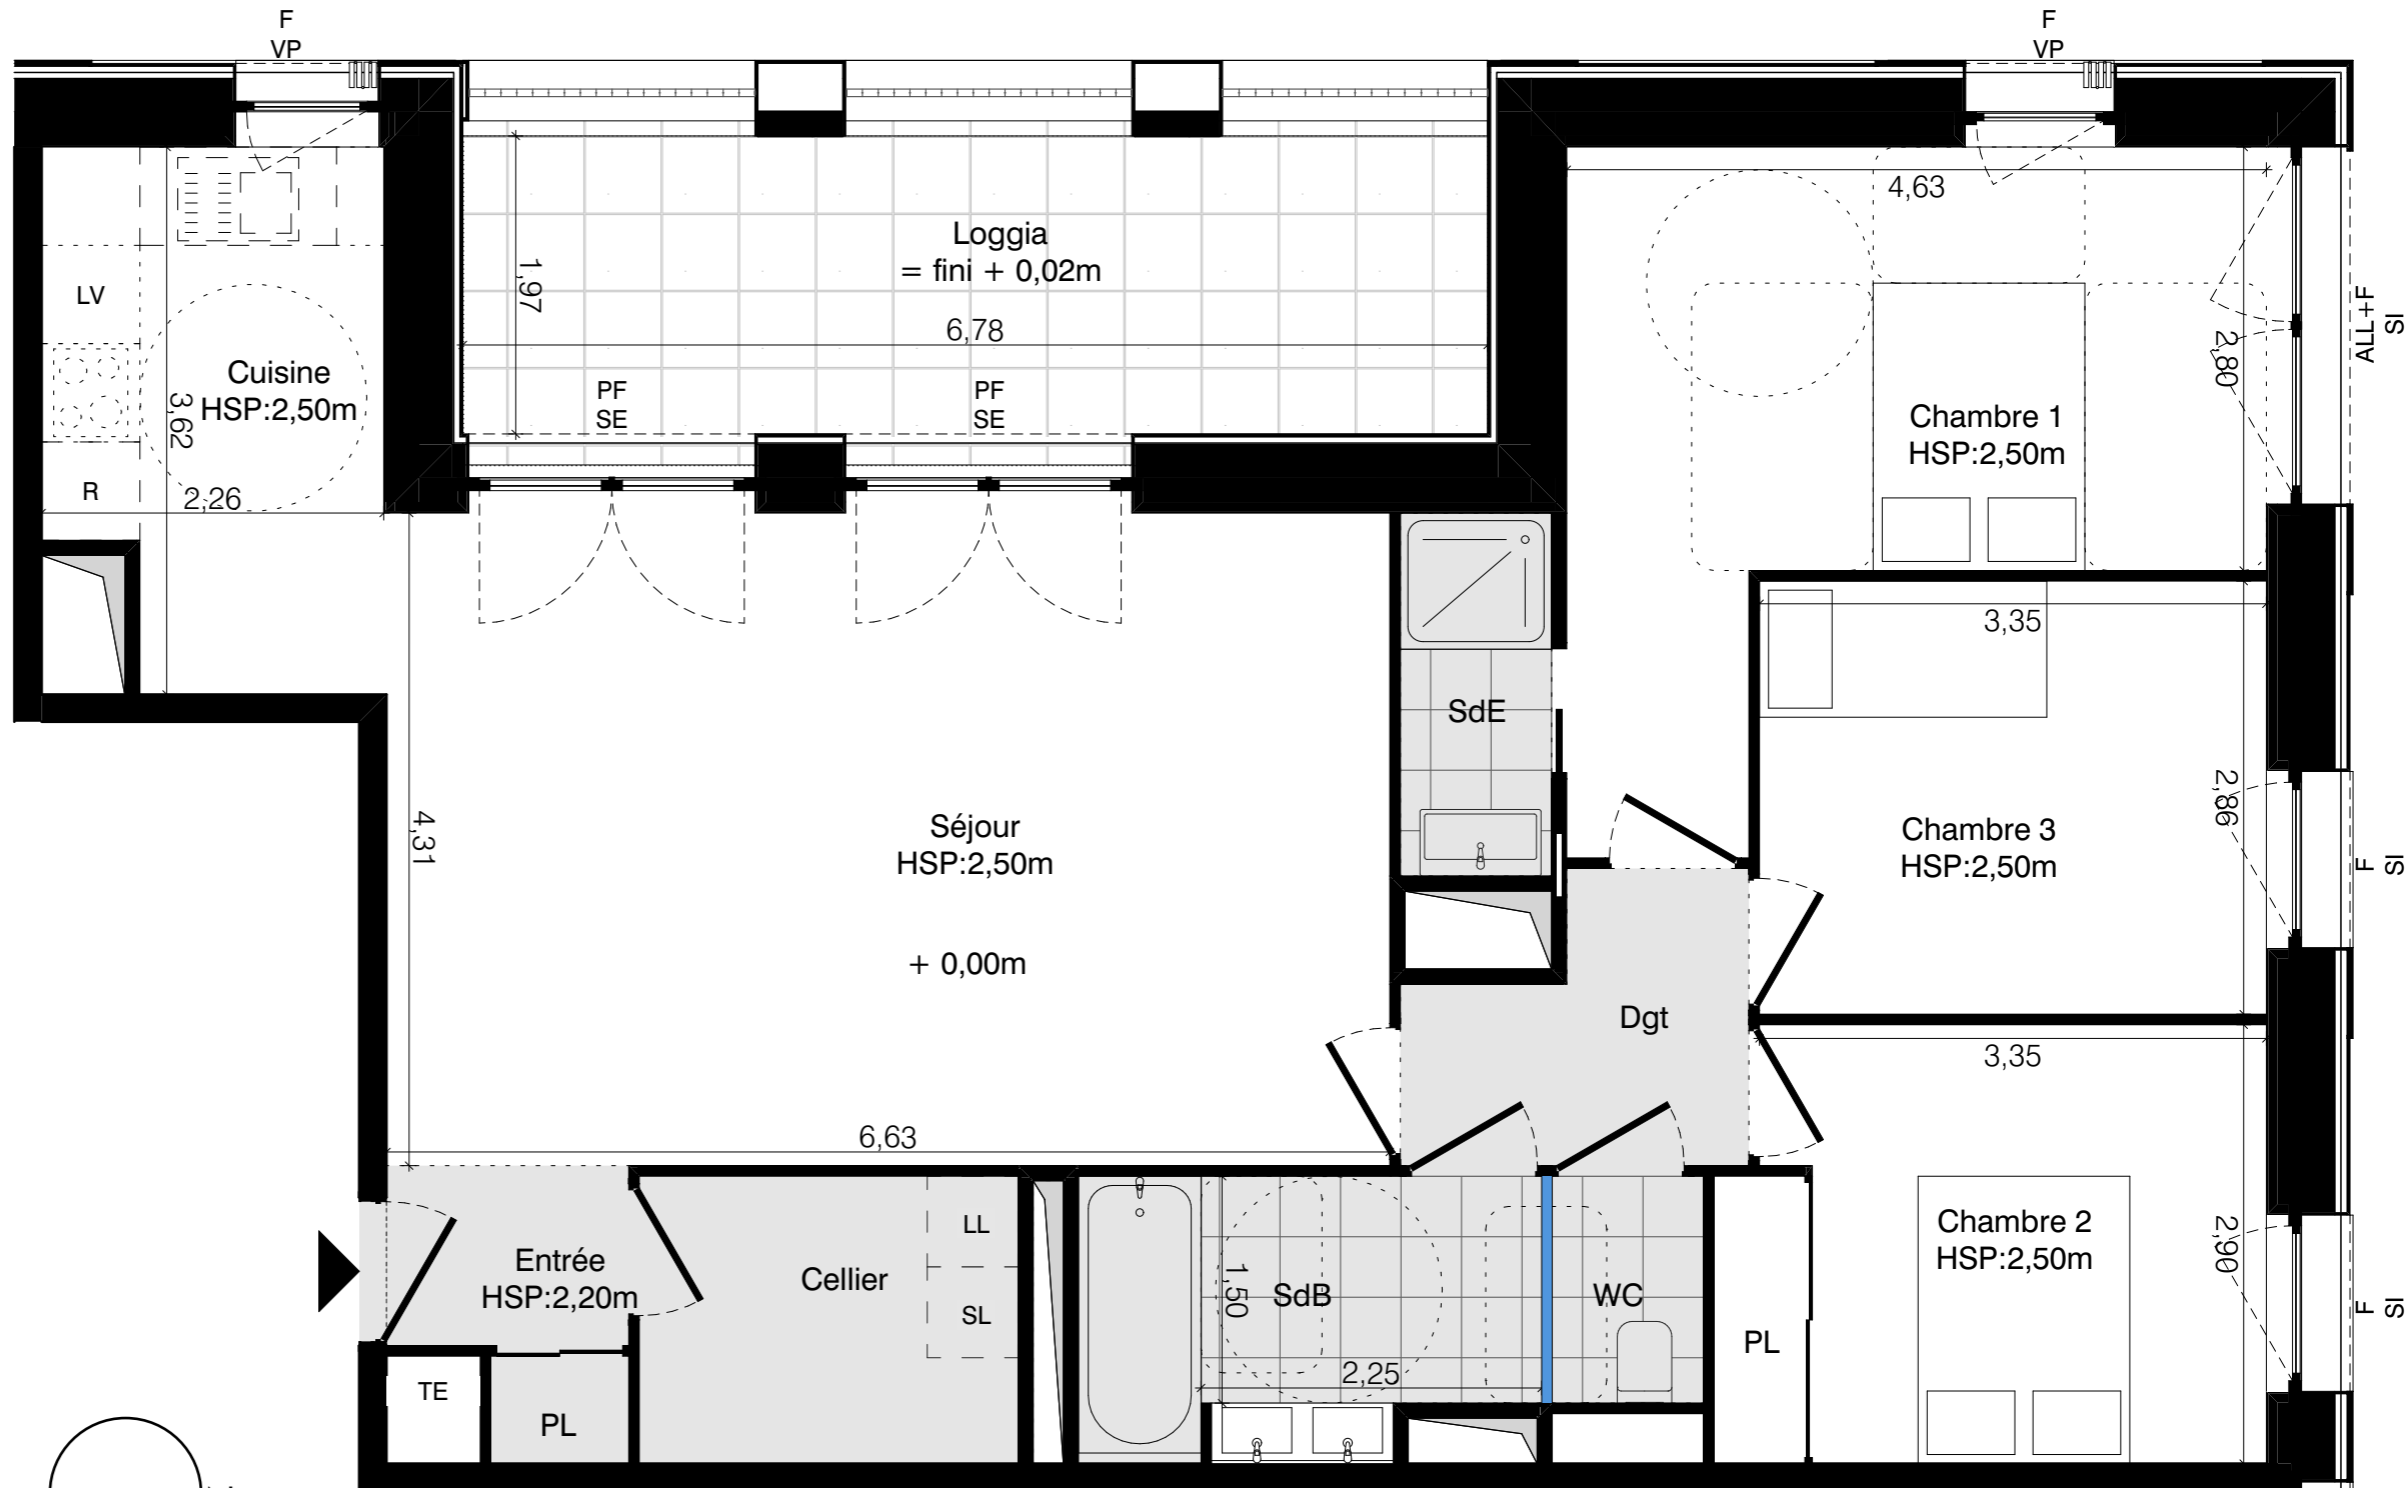 F
VP
F
VP
Loggia
= fini + 0,02m
1,97
6,78
PF
SE
PF
SE
LV
Cuisine
HSP:2,50m
3,62
R
2,26
4,63
Chambre 1
HSP:2,50m
2,80
ALL+F
SI
3,35
SdE
Séjour
HSP:2,50m
+ 0,00m
4,31
6,63
Chambre 3
HSP:2,50m
2,86
F
SI
Dgt
3,35
Entrée
HSP:2,20m
Cellier
LL
SL
1,50
SdB
2,25
WC
PL
Chambre 2
HSP:2,50m
2,90
F
SI
TE
PL